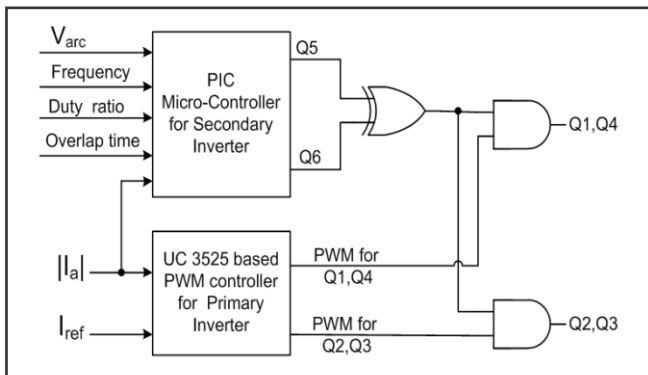 V_arc
Frequency
Duty ratio
Overlap time
PIC
Micro-Controller
for Secondary
Inverter
Q5
Q6
Q1,Q4
|I_a|
I_ref
UC 3525 based
PWM controller
for Primary
Inverter
PWM for
Q1,Q4
PWM for
Q2,Q3
Q2,Q3